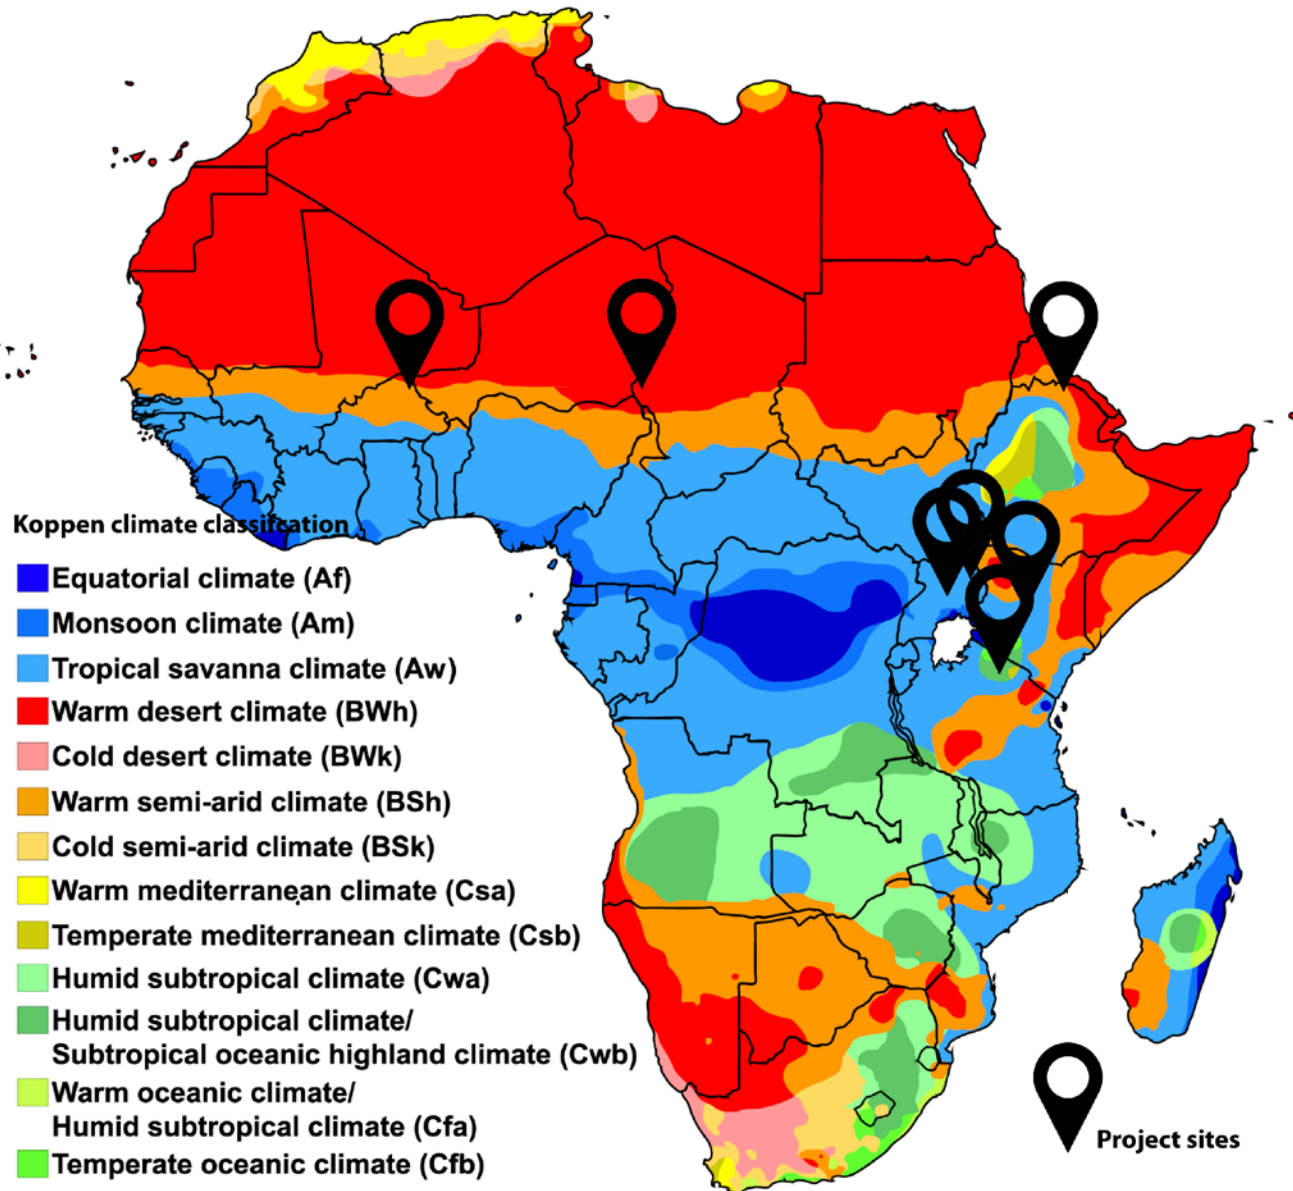 Koppen climate classifcation
Equatorial climate (Af)
Monsoon climate (Am)
Tropical savanna climate (Aw)
Warm desert climate (BWh)
Cold desert climate (BWk)
Warm semi-arid climate (BSh)
Cold semi-arid climate (BSk)
Warm mediterranean climate (Csa)
Temperate mediterranean climate (Csb)
Humid subtropical climate (Cwa)
Humid subtropical climate/
Subtropical oceanic highland climate (Cwb)
Warm oceanic climate/
Humid subtropical climate (Cfa)
Temperate oceanic climate (Cfb)
Project sites